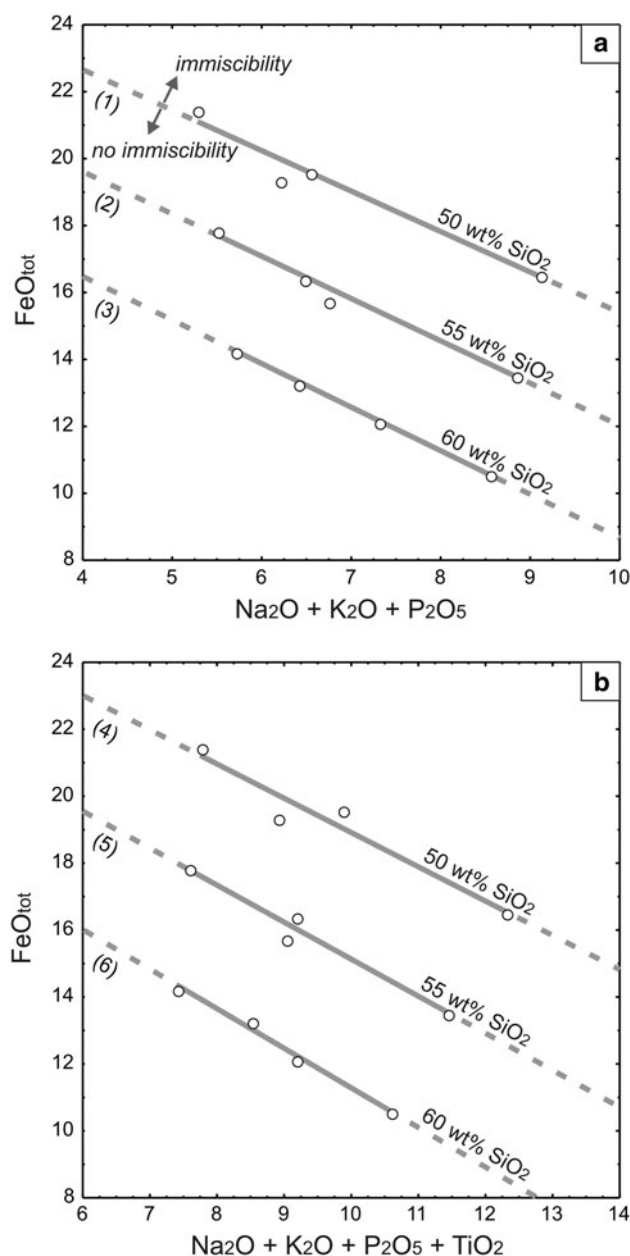 a
24
22
20
18
16
14
12
10
8
FeOtot
immiscibility
no immiscibility
(1)
(2)
(3)
50 wt% SiO2
55 wt% SiO2
60 wt% SiO2
4 5 6 7 8 9 10
Na2O + K2O + P2O5
b
24
22
20
18
16
14
12
10
8
FeOtot
(4)
(5)
(6)
50 wt% SiO2
55 wt% SiO2
60 wt% SiO2
6 7 8 9 10 11 12 13 14
Na2O + K2O + P2O5 + TiO2